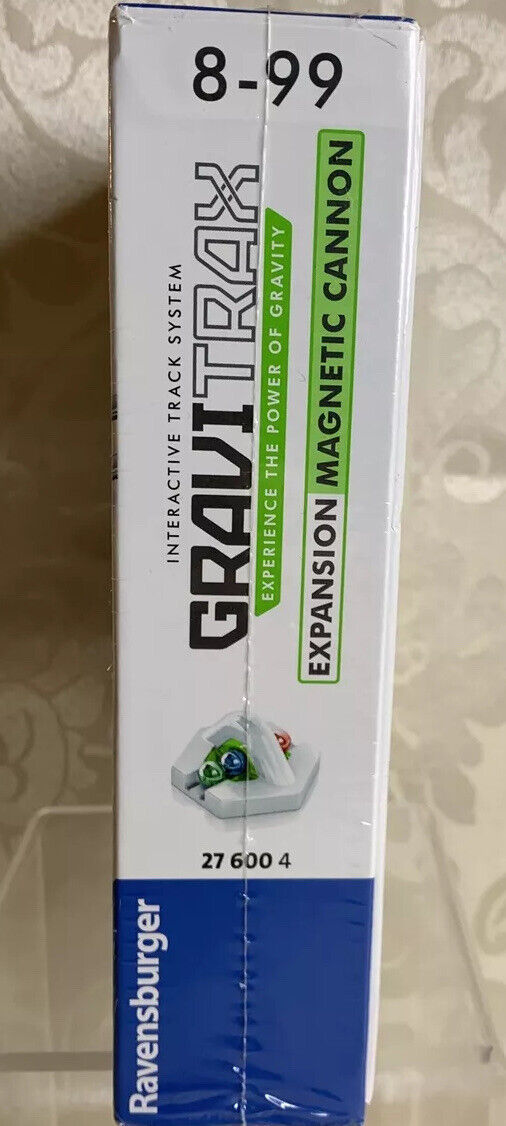 8-99
INTERACTIVE TRACK SYSTEM
GRAVITRAX
EXPERIENCE THE POWER OF GRAVITY
EXPANSION MAGNETIC CANNON
27 600 4
Ravensburger